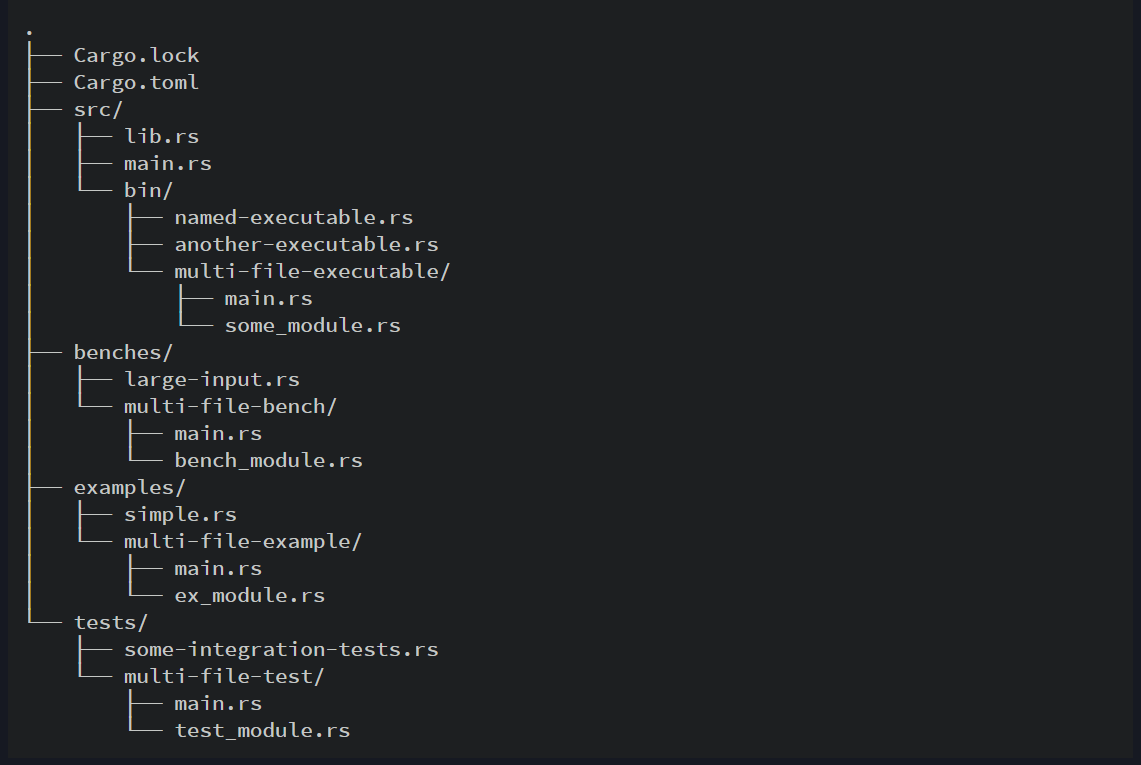 .
├── Cargo.lock
├── Cargo.toml
├── src/
│   ├── lib.rs
│   ├── main.rs
│   └── bin/
│       ├── named-executable.rs
│       ├── another-executable.rs
│       └── multi-file-executable/
│           ├── main.rs
│           └── some_module.rs
├── benches/
│   ├── large-input.rs
│   └── multi-file-bench/
│       ├── main.rs
│       └── bench_module.rs
├── examples/
│   ├── simple.rs
│   └── multi-file-example/
│       ├── main.rs
│       └── ex_module.rs
└── tests/
    ├── some-integration-tests.rs
    └── multi-file-test/
        ├── main.rs
        └── test_module.rs